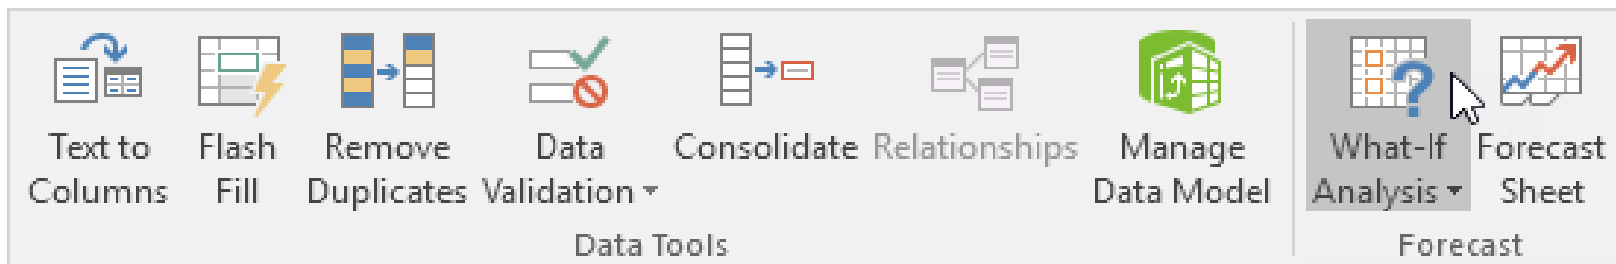 Text to
Columns
Flash
Fill
Remove
Duplicates
Data
Validation
Consolidate
Relationships
Manage
Data Model
Data Tools
What-If
Analysis
Forecast
Sheet
Forecast